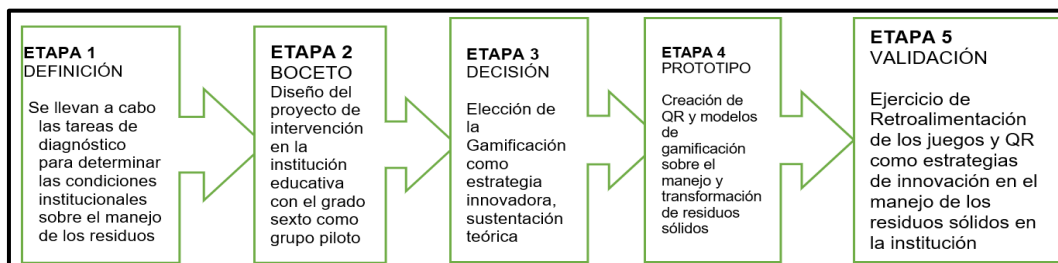 ETAPA 1
DEFINICIÓN
Se llevan a cabo
las tareas de
diagnóstico
para determinar
las condiciones
institucionales
sobre el manejo
de los residuos
ETAPA 2
BOCETO
Diseño del
proyecto de
intervención
en la
institución
educativa
con el grado
sexto como
grupo piloto
ETAPA 3
DECISIÓN
Elección de
la
Gamificación
como
estrategia
innovadora,
sustentación
teórica
ETAPA 4
PROTOTIPO
Creación de
QR y modelos
de
gamificación
sobre el
manejo y
transformación
de residuos
sólidos
ETAPA 5
VALIDACIÓN
Ejercicio de
Retroalimentación
de los juegos y QR
como estrategias
de innovación en el
manejo de los
residuos sólidos en
la institución